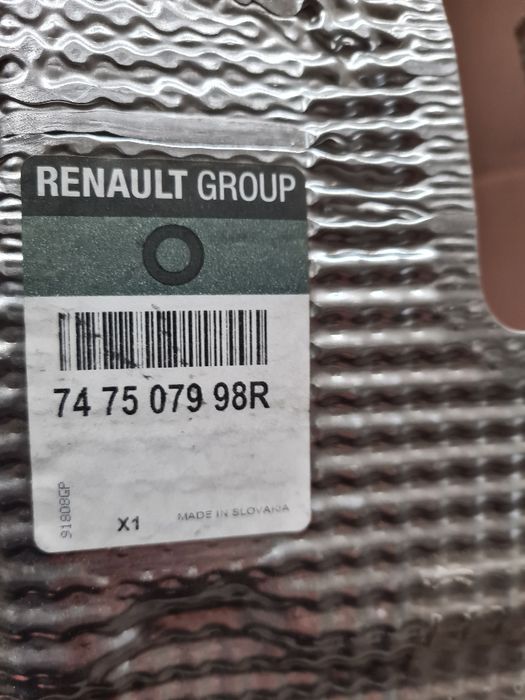 RENAULT GROUP
74 75 079 98R
91808GP
X1 MADE IN SLOVAKIA